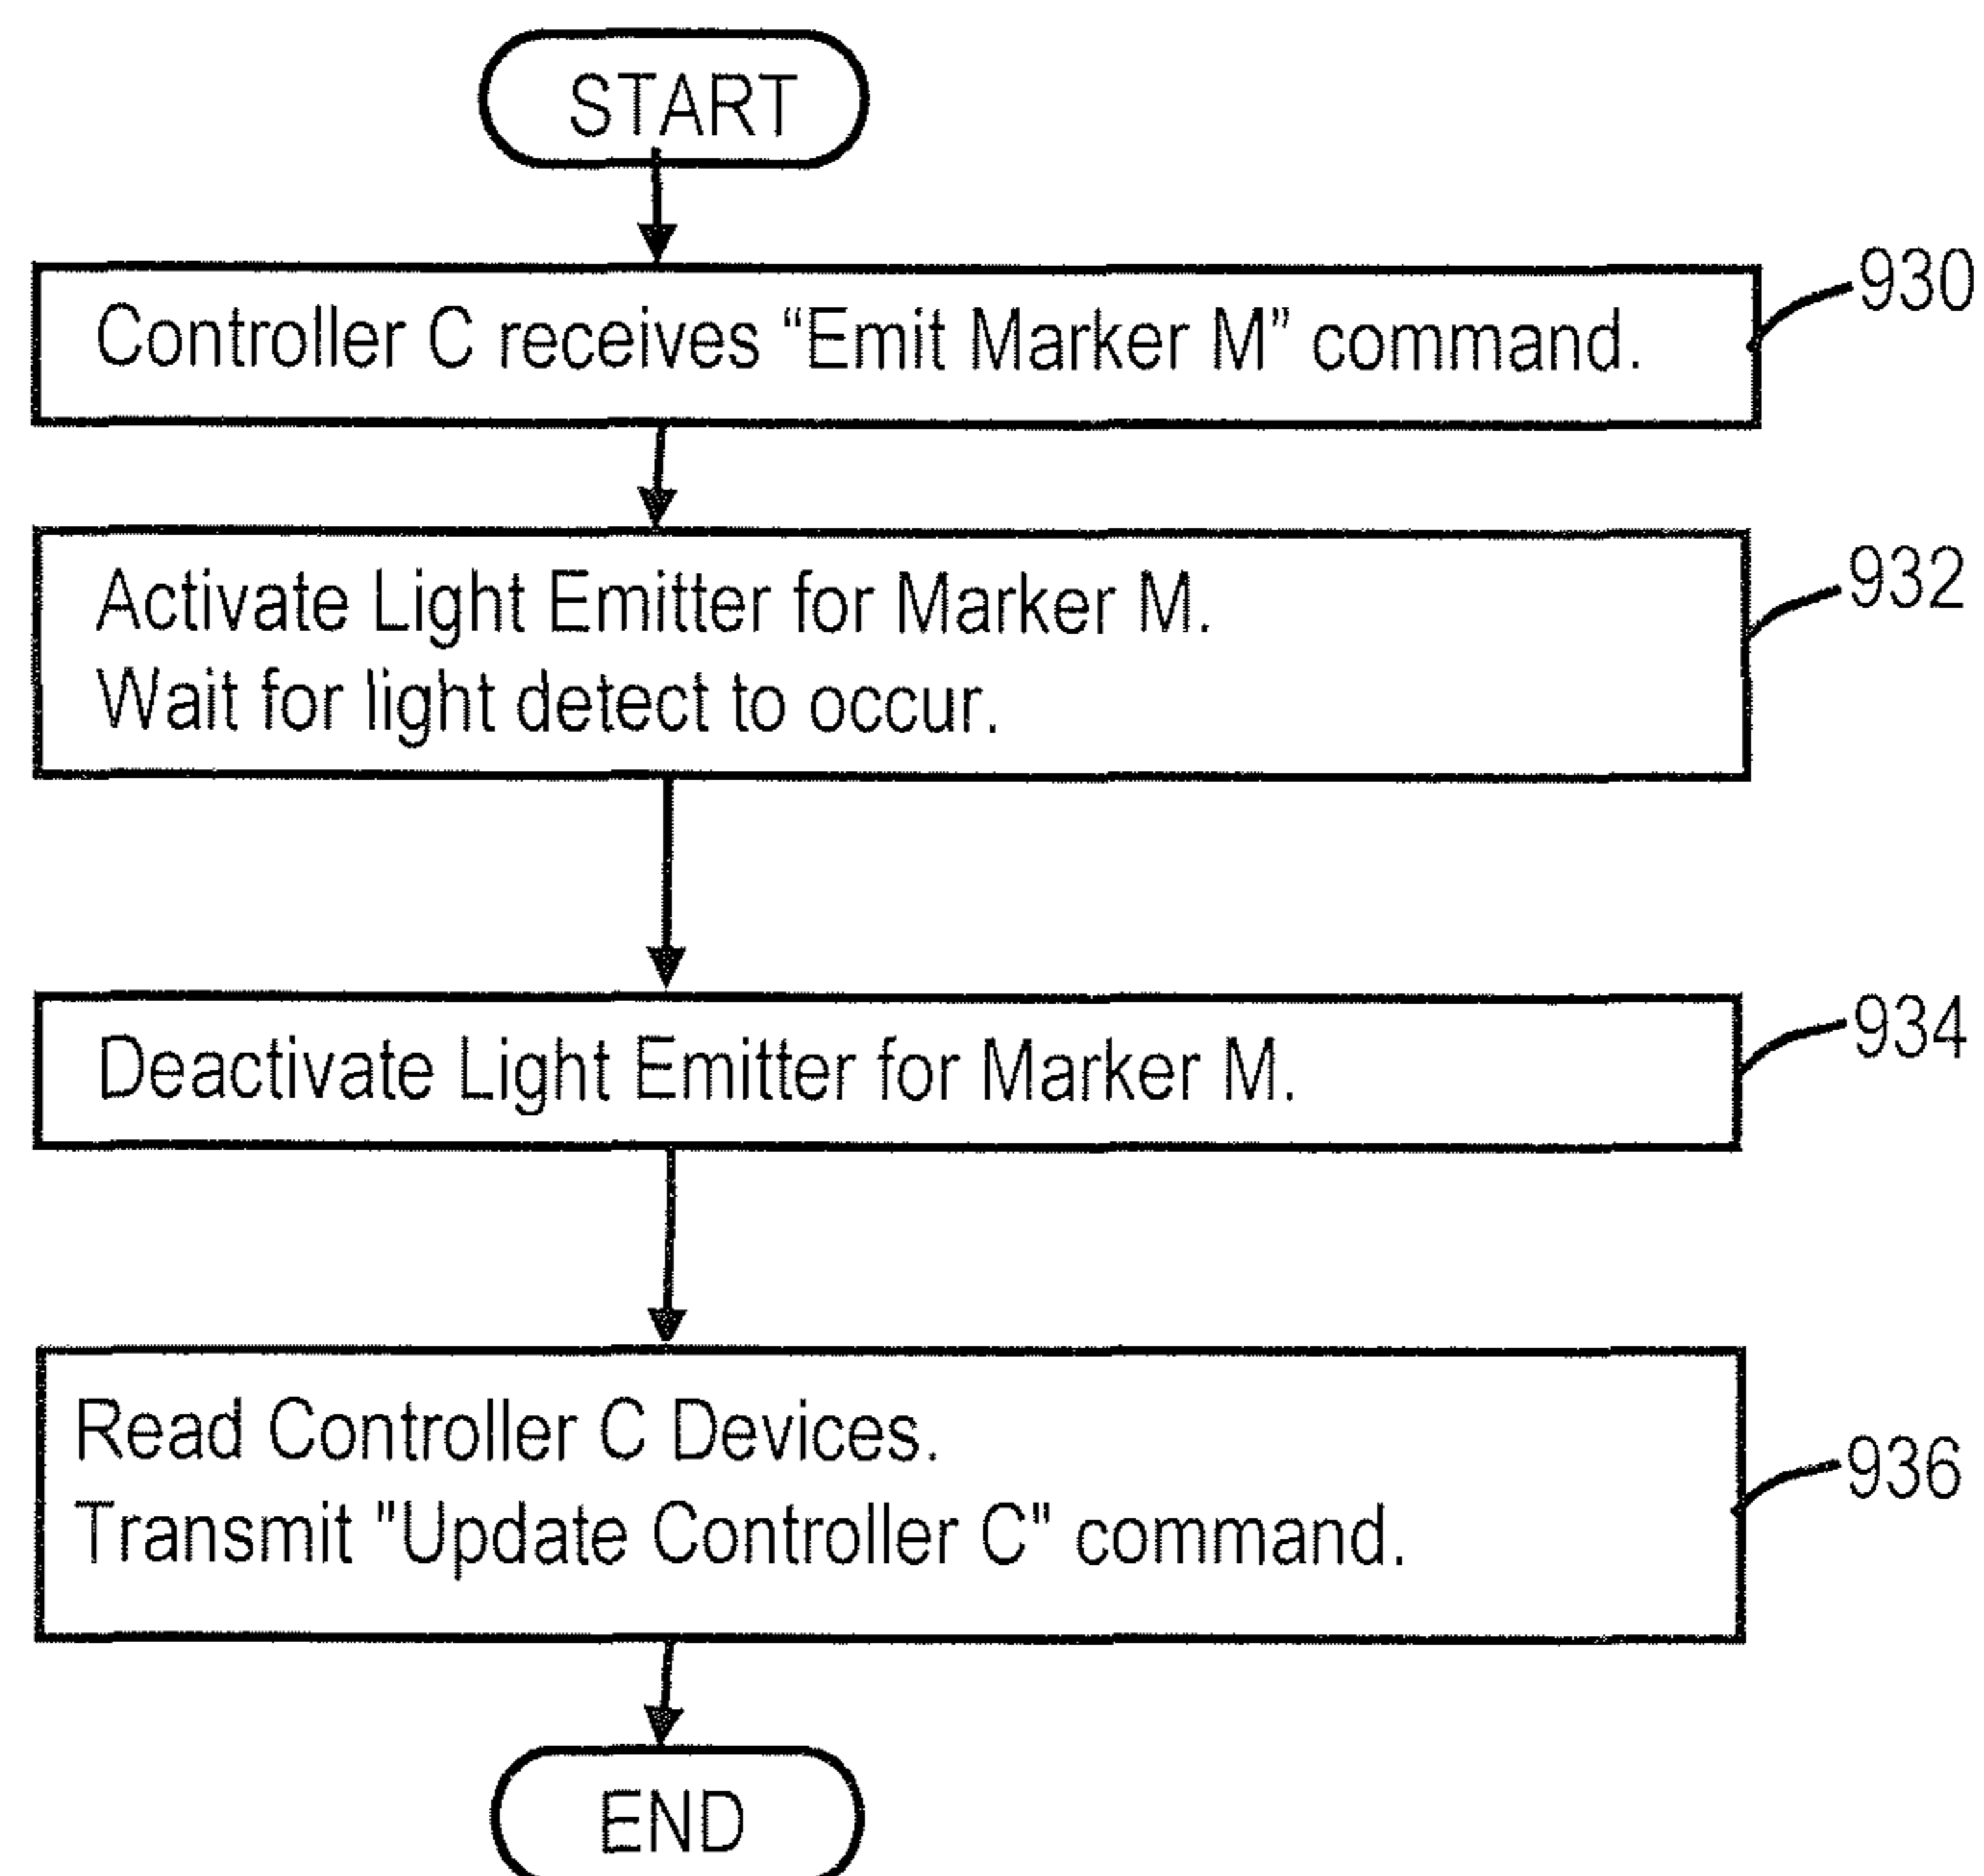 START
Controller C receives “Emit Marker M” command.
930
Activate Light Emitter for Marker M.
Wait for light detect to occur.
932
Deactivate Light Emitter for Marker M.
934
Read Controller C Devices.
Transmit "Update Controller C" command.
936
END